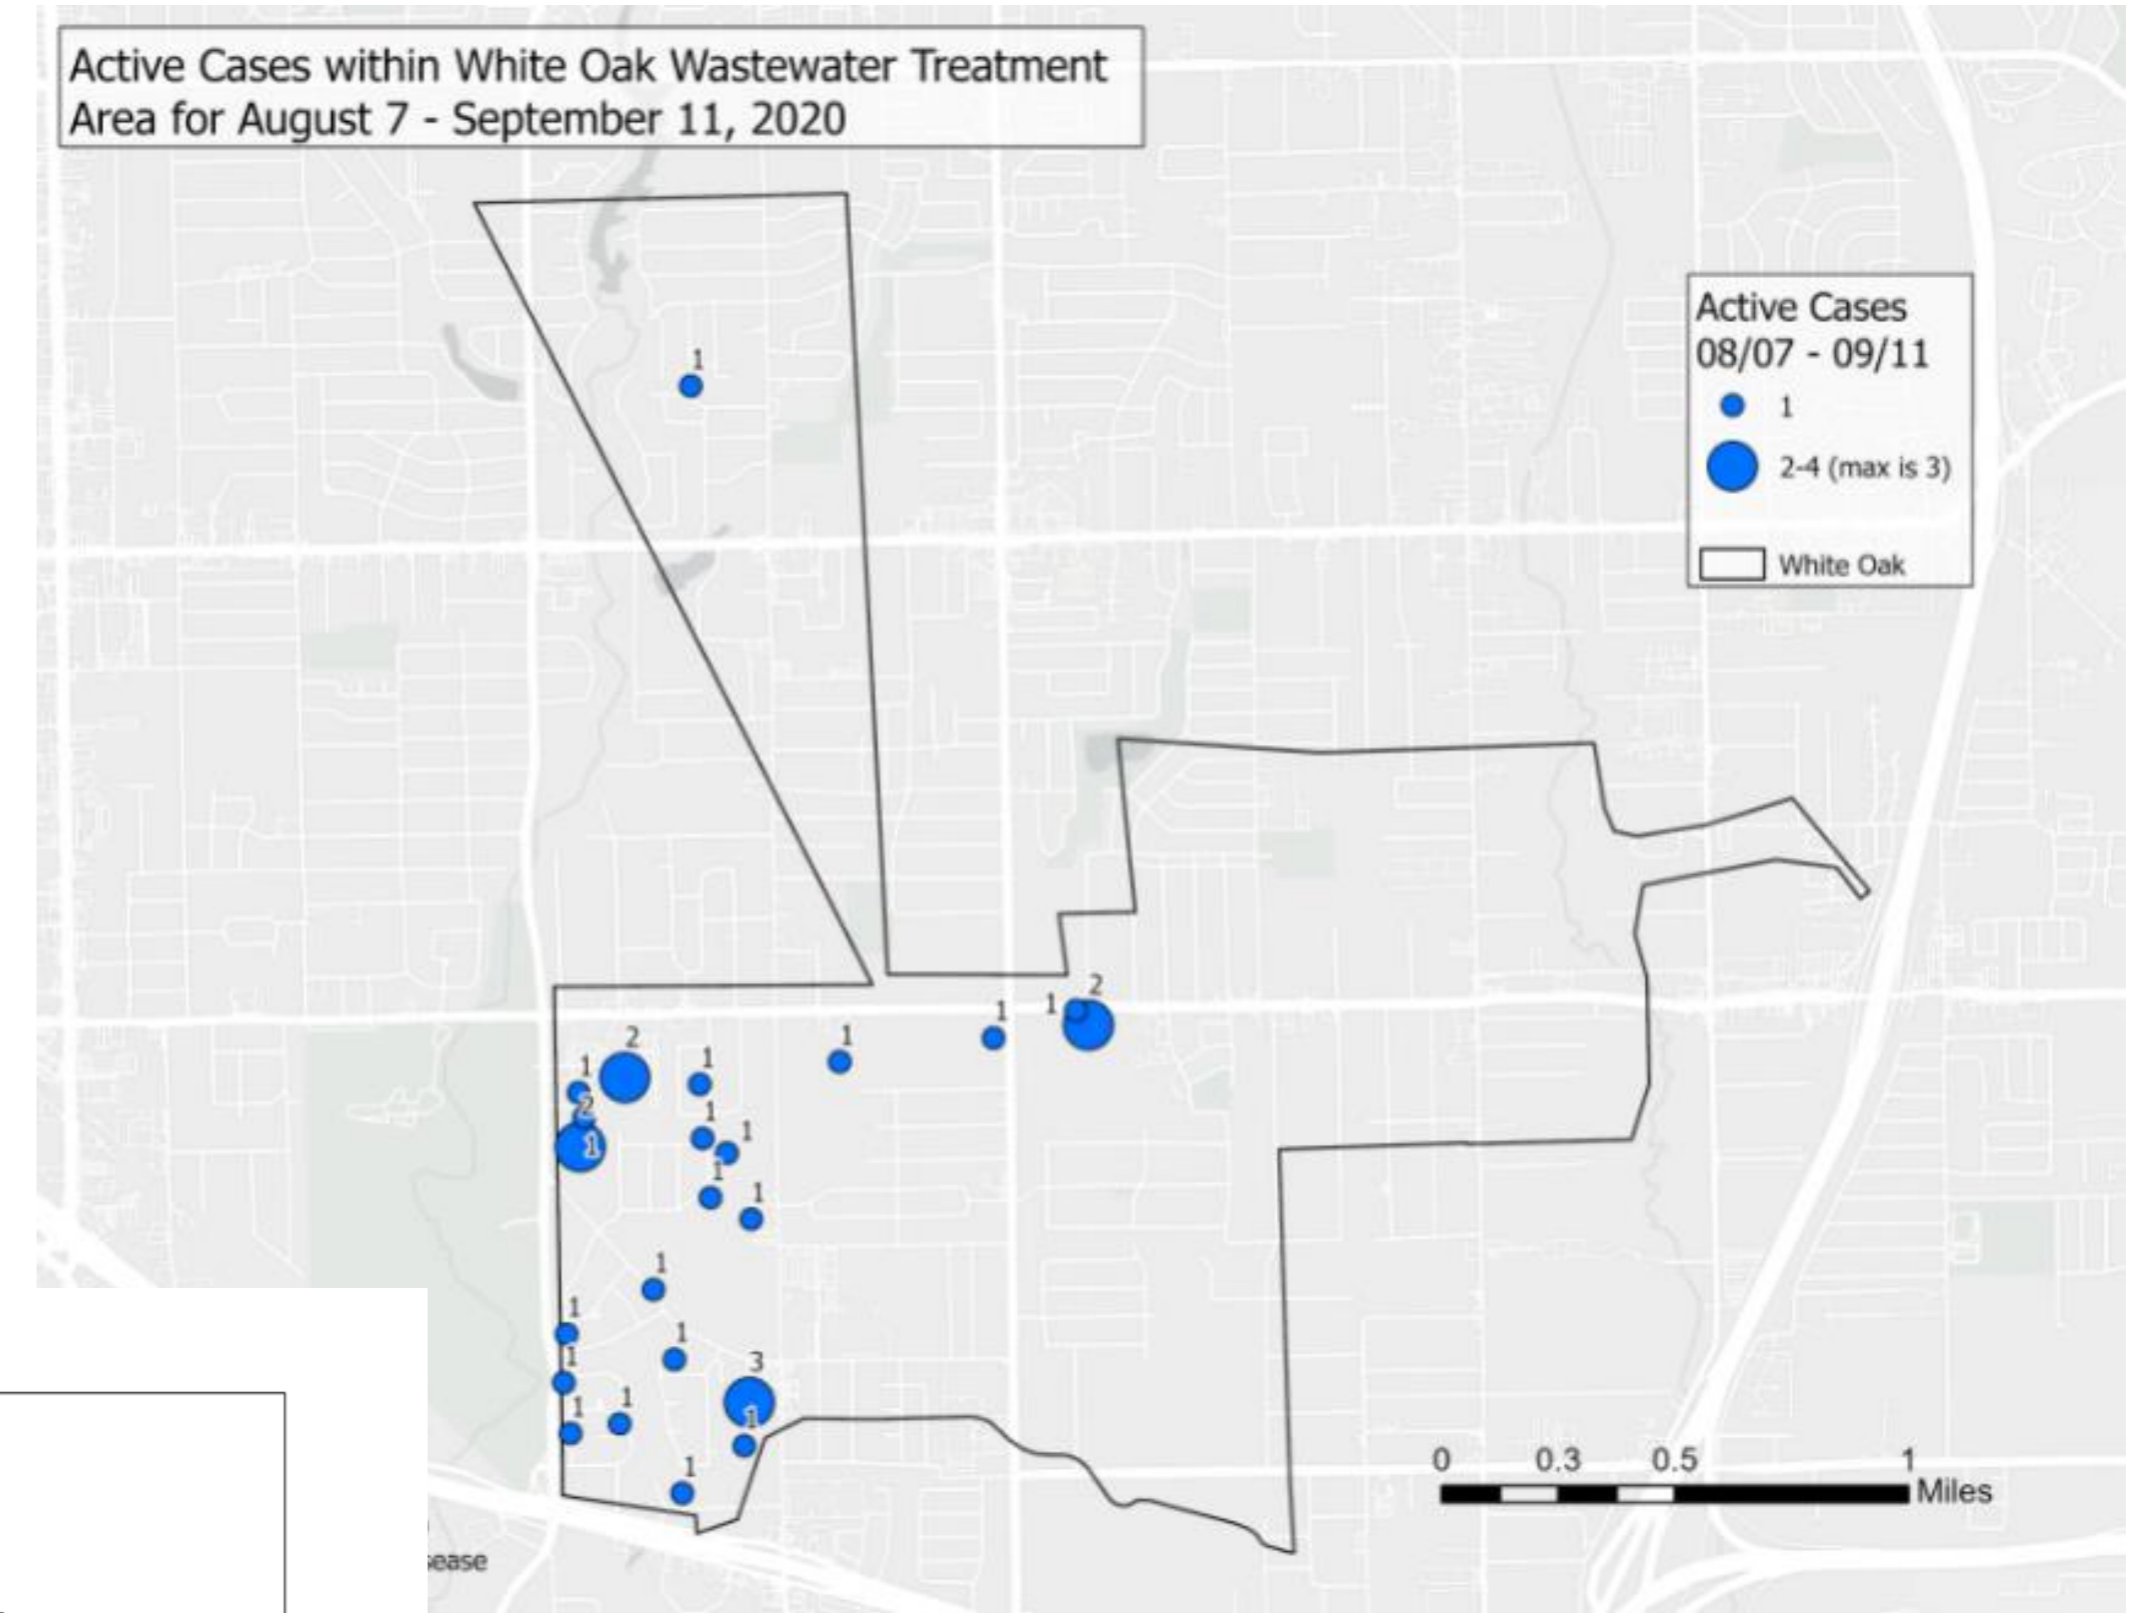 Active Cases within White Oak Wastewater Treatment
Area for August 7 - September 11, 2020
1
Active Cases
08/07 - 09/11
1
2-4 (max is 3)
White Oak
2
1
1
1
2
1
1
2
1
1
1
1
1
1
1
1
1
3
1
1
1
1
0 0.3 0.5 1
Miles
sease